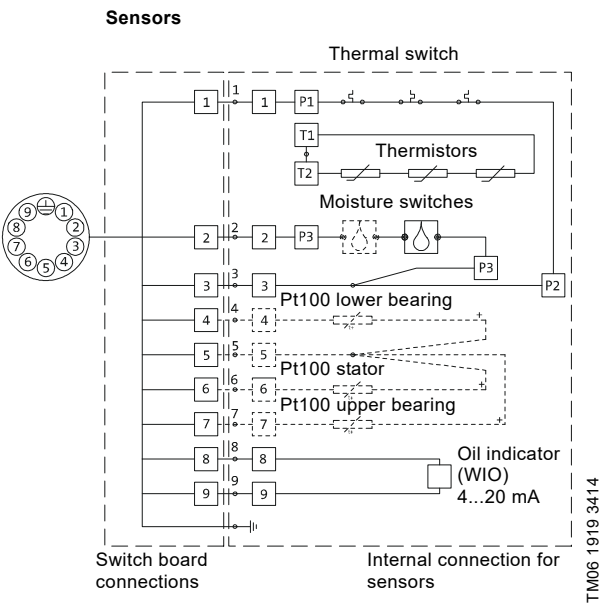 Sensors
Thermal switch
1
1 1 P1
T1
Thermistors
T2
Moisture switches
9 1
8 2
7 3
6 5 4
2
2 2 P3
P3
3
3 3 P2
Pt100 lower bearing
4
4 4 +
5
5 5
Pt100 stator
6
6 6 +
Pt100 upper bearing
7
7 7 +
8
8 8
Oil indicator
(WIO)
4...20 mA
9
9 9
Switch board
connections
Internal connection for
sensors
TM06 1919 3414